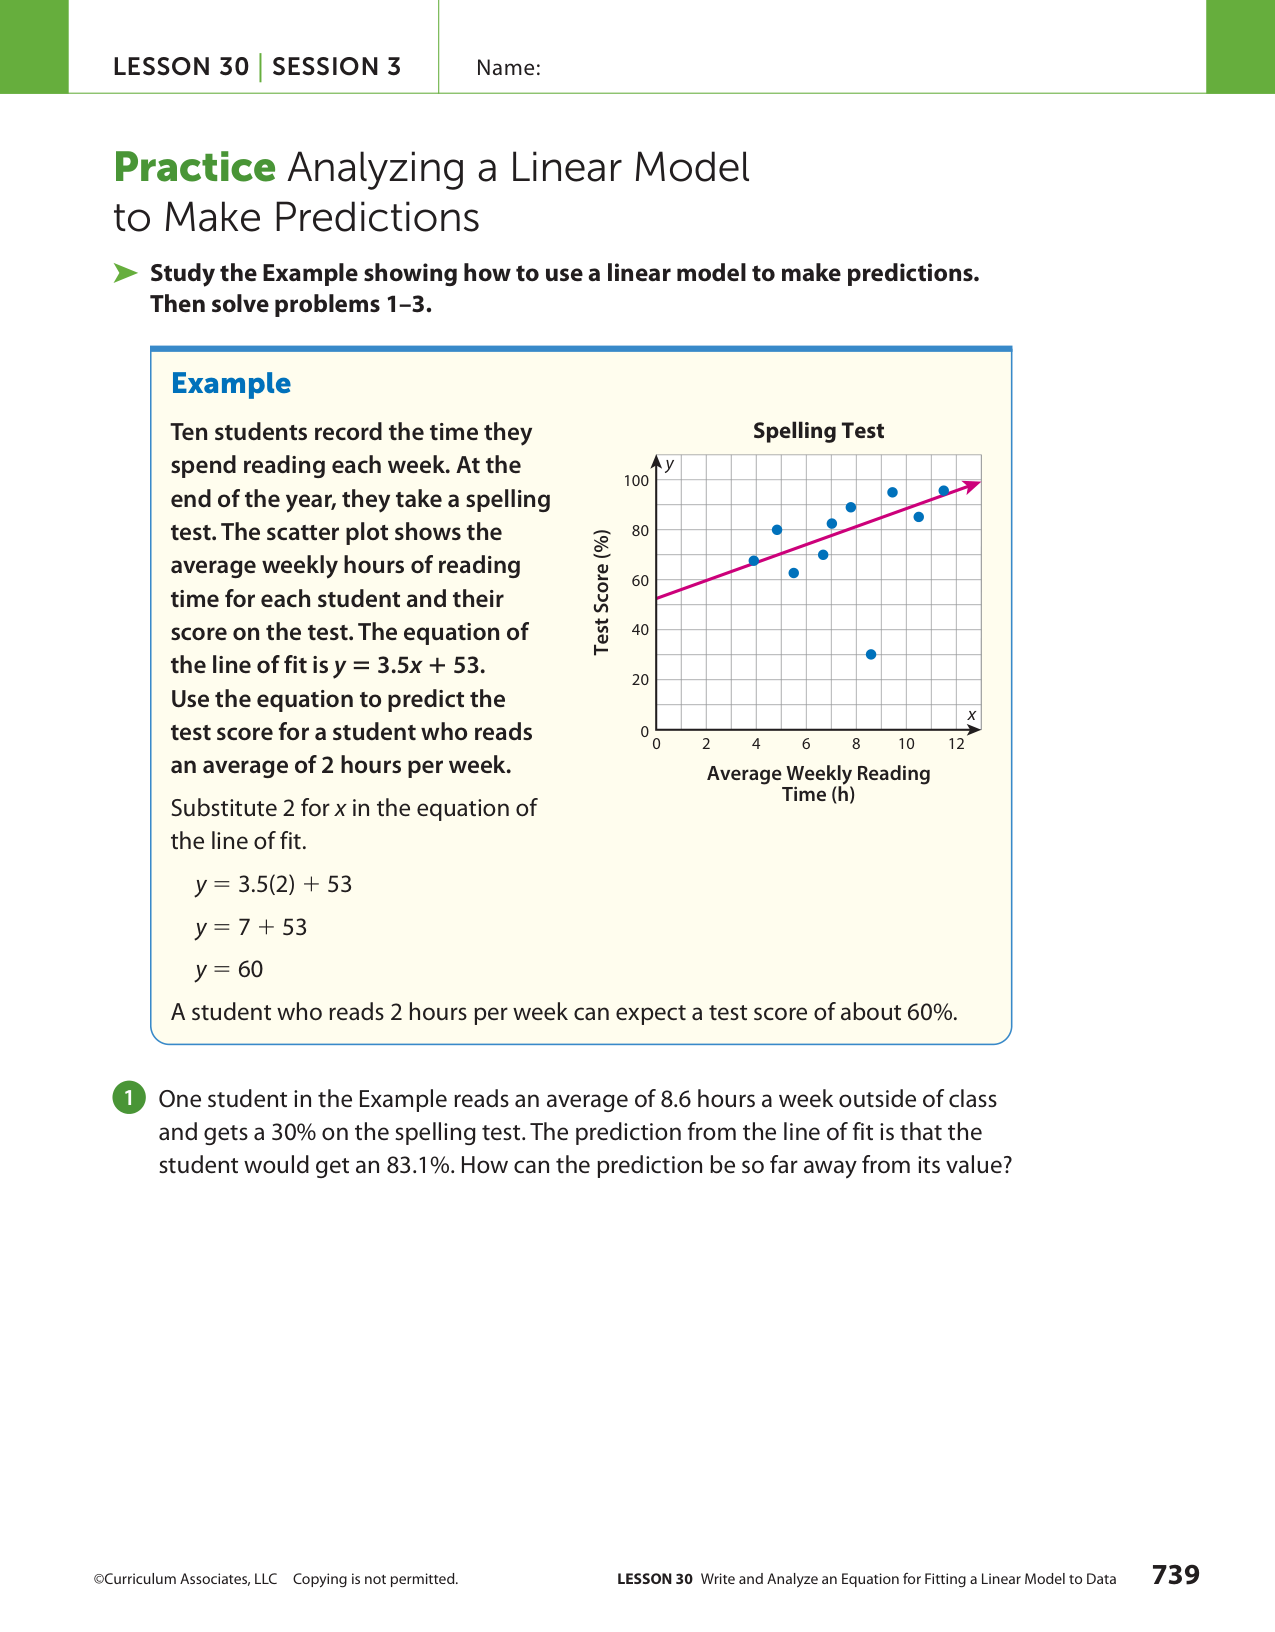 LESSON 30 | SESSION 3
Name:
Practice Analyzing a Linear Model
to Make Predictions
Study the Example showing how to use a linear model to make predictions.
Then solve problems 1–3.
Example
Ten students record the time they
spend reading each week. At the
end of the year, they take a spelling
test. The scatter plot shows the
average weekly hours of reading
time for each student and their
score on the test. The equation of
the line of fit is y = 3.5x + 53.
Use the equation to predict the
test score for a student who reads
an average of 2 hours per week.
Substitute 2 for x in the equation of
the line of fit.
y = 3.5(2) + 53
y = 7 + 53
y = 60
A student who reads 2 hours per week can expect a test score of about 60%.
Spelling Test
y
100
80
60
40
20
0
Test Score (%)
x
0 2 4 6 8 10 12
Average Weekly Reading
Time (h)
1 One student in the Example reads an average of 8.6 hours a week outside of class
and gets a 30% on the spelling test. The prediction from the line of fit is that the
student would get an 83.1%. How can the prediction be so far away from its value?
©Curriculum Associates, LLC Copying is not permitted.
LESSON 30 Write and Analyze an Equation for Fitting a Linear Model to Data 739